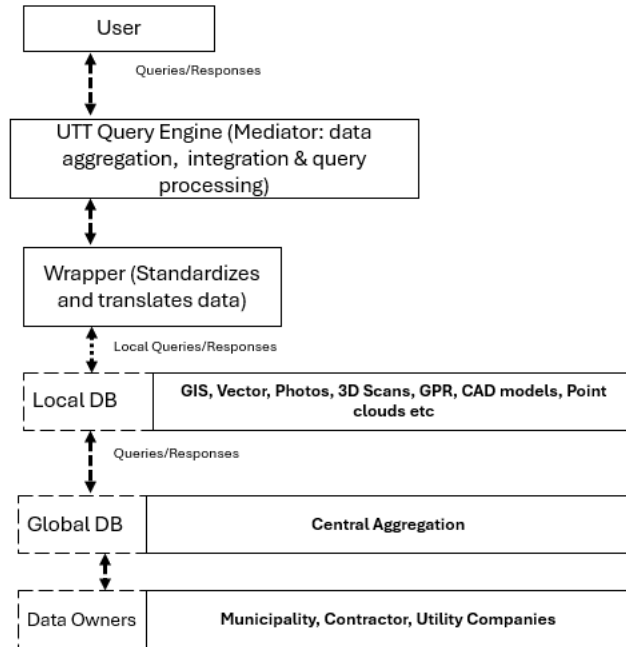 User
Queries/Responses
UTT Query Engine (Mediator: data
aggregation, integration & query
processing)
Wrapper (Standardizes
and translates data)
Local Queries/Responses
Local DB
GIS, Vector, Photos, 3D Scans, GPR, CAD models, Point
clouds etc
Queries/Responses
Global DB
Central Aggregation
Data Owners
Municipality, Contractor, Utility Companies